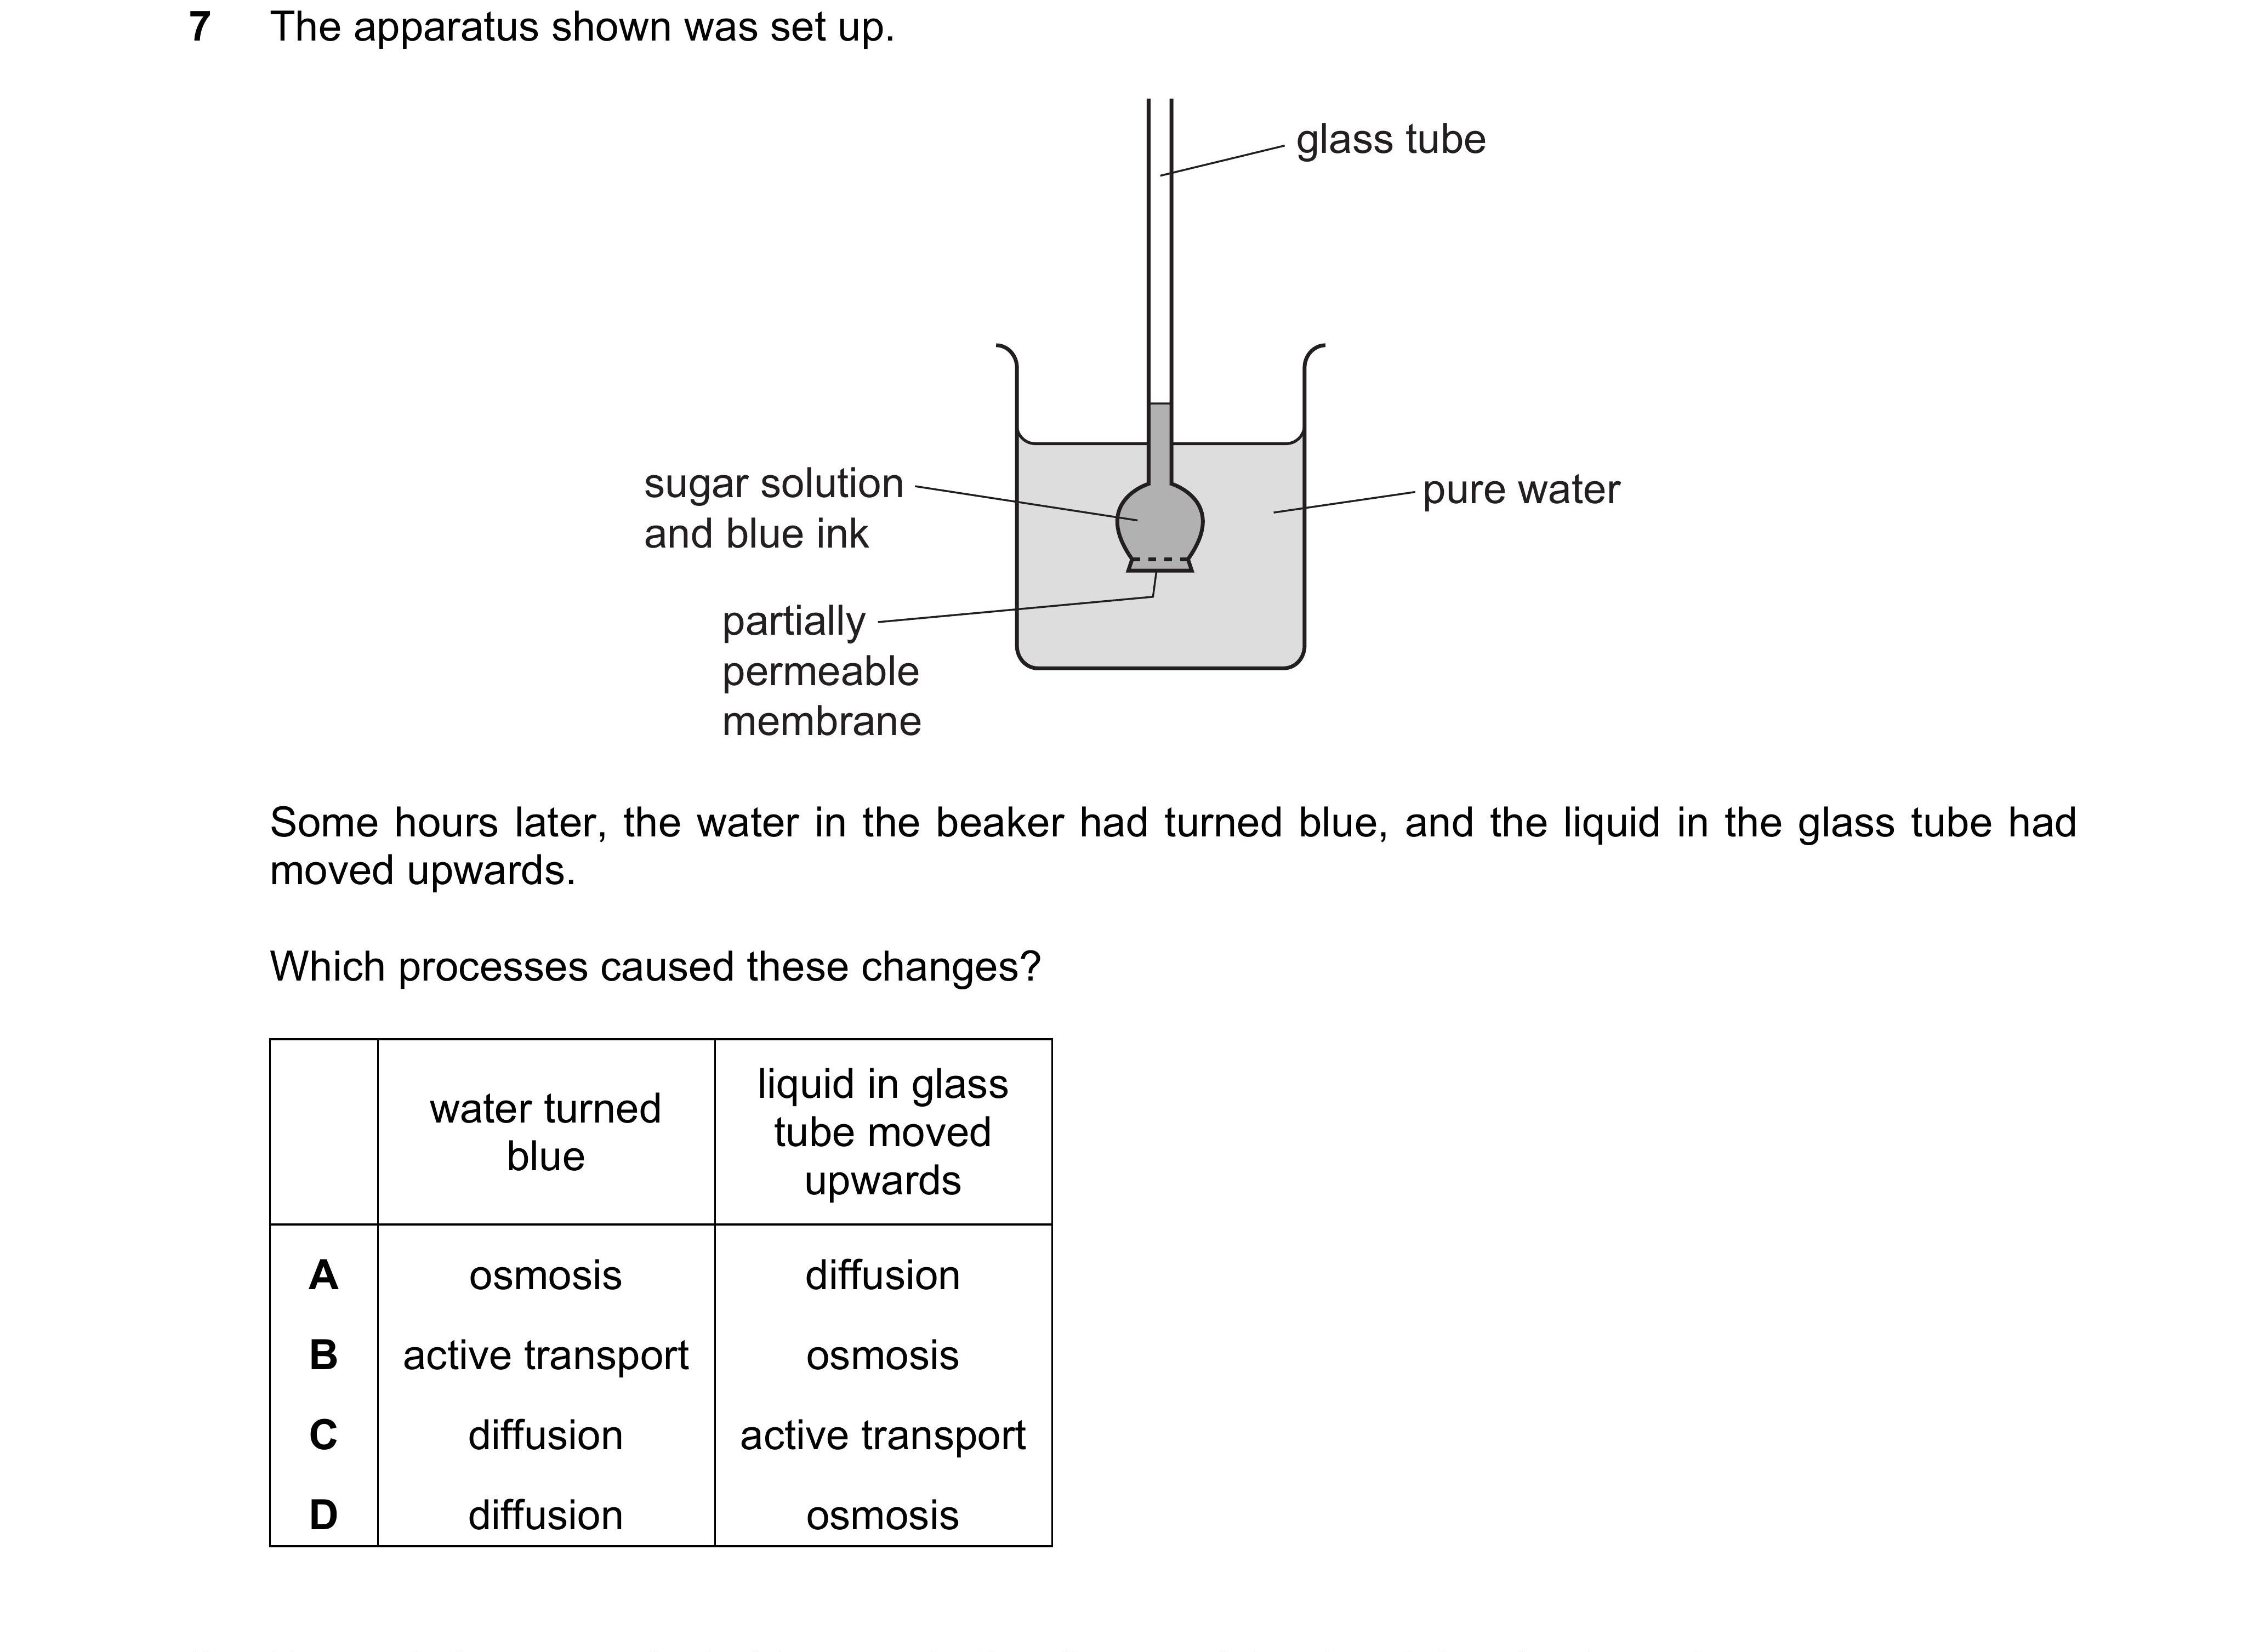 7 The apparatus shown was set up.
glass tube
sugar solution
and blue ink
pure water
partially
permeable
membrane
Some hours later, the water in the beaker had turned blue, and the liquid in the glass tube had
moved upwards.
Which processes caused these changes?
water turned
blue
liquid in glass
tube moved
upwards
A osmosis diffusion
B active transport osmosis
C diffusion active transport
D diffusion osmosis